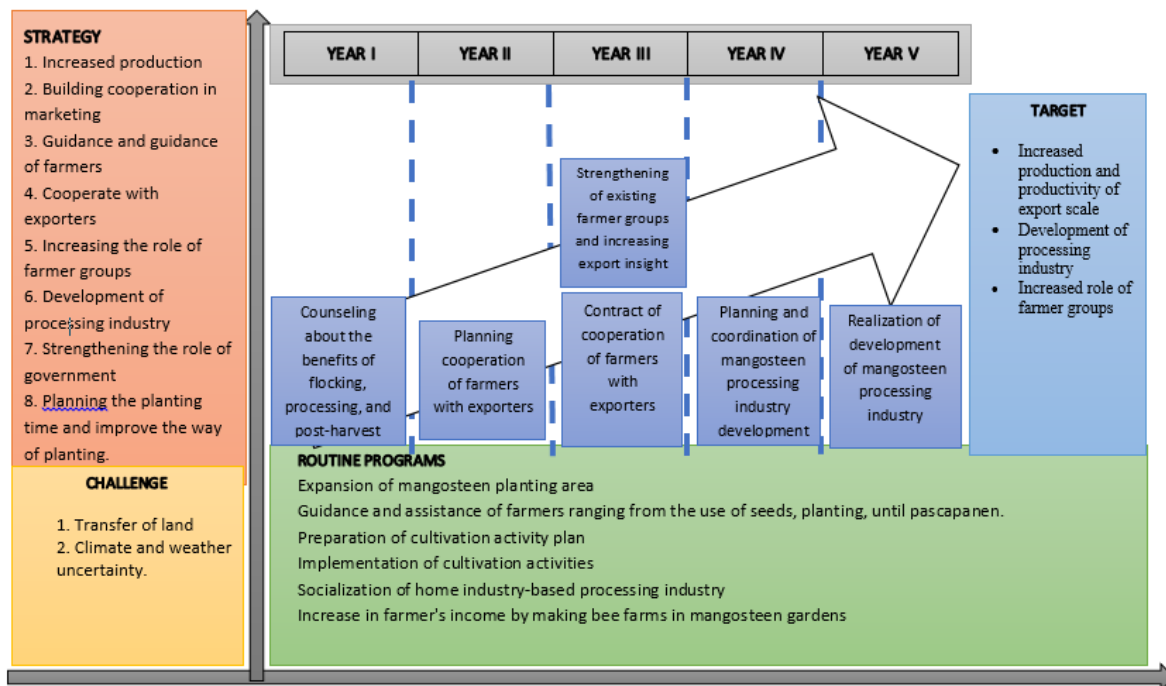 STRATEGY
1. Increased production
2. Building cooperation in
marketing
3. Guidance and guidance
of farmers
4. Cooperate with
exporters
5. Increasing the role of
farmer groups
6. Development of
processing industry
7. Strengthening the role of
government
8. Planning the planting
time and improve the way
of planting.
CHALLENGE
1. Transfer of land
2. Climate and weather
uncertainty.
YEAR I
YEAR II
YEAR III
YEAR IV
YEAR V
Counseling
about the
benefits of
flocking,
processing, and
post-harvest
Planning
cooperation
of farmers
with exporters
Strengthening
of existing
farmer groups
and increasing
export insight
Contract of
cooperation
of farmers
with
exporters
Planning and
coordination of
mangosteen
processing
industry
development
Realization of
development
of mangosteen
processing
industry
TARGET
• Increased
production and
productivity of
export scale
• Development of
processing
industry
• Increased role of
farmer groups
ROUTINE PROGRAMS
Expansion of mangosteen planting area
Guidance and assistance of farmers ranging from the use of seeds, planting, until pascapanen.
Preparation of cultivation activity plan
Implementation of cultivation activities
Socialization of home industry-based processing industry
Increase in farmer's income by making bee farms in mangosteen gardens